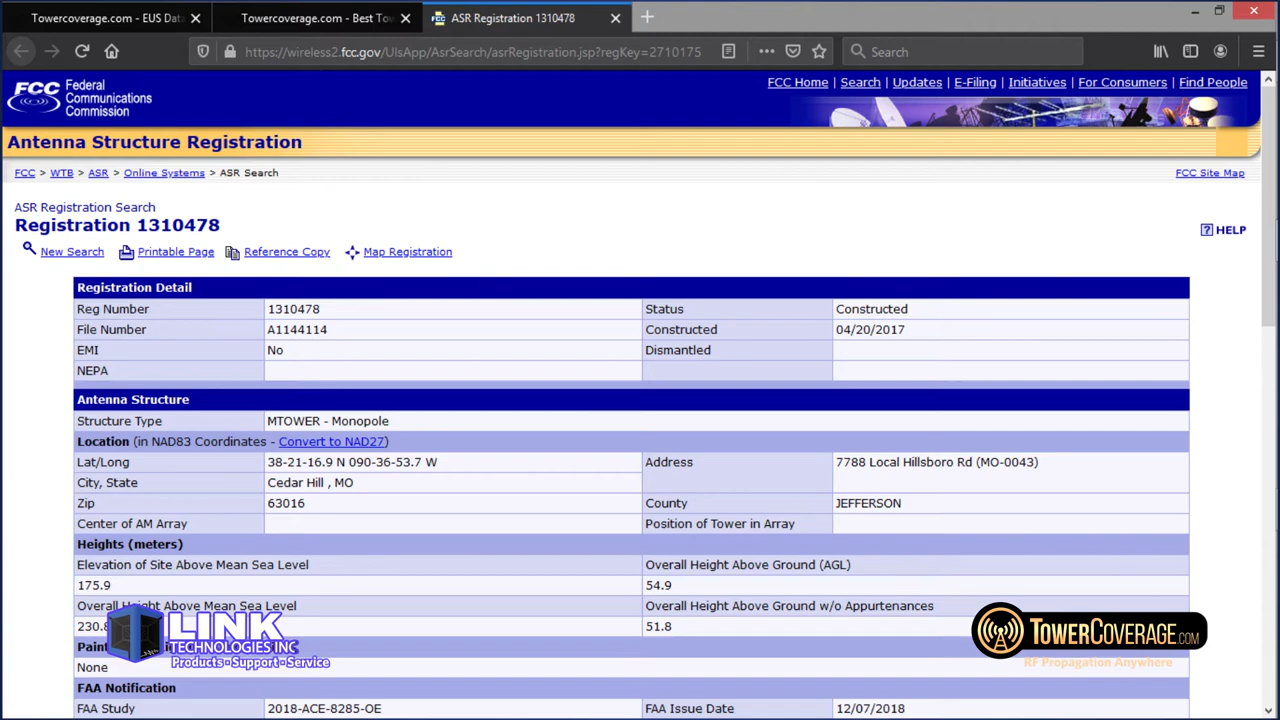 Towercoverage.com - EUS Data
Towercoverage.com - Best Tow
ASR Registration 1310478
https://wireless2.fcc.gov/UlsApp/AsrSearch/asrRegistration.jsp?regKey=2710175
Search
FCC
Federal
Communications
Commission
FCC Home | Search | Updates | E-Filing | Initiatives | For Consumers | Find People
Antenna Structure Registration
FCC > WTB > ASR > Online Systems > ASR Search
FCC Site Map
ASR Registration Search
Registration 1310478
? HELP
New Search
Printable Page
Reference Copy
Map Registration
Registration Detail
Reg Number 1310478 Status Constructed
File Number A1144114 Constructed 04/20/2017
EMI No Dismantled
NEPA
Antenna Structure
Structure Type MTOWER - Monopole
Location (in NAD83 Coordinates - Convert to NAD27)
Lat/Long 38-21-16.9 N 090-36-53.7 W Address 7788 Local Hillsboro Rd (MO-0043)
City, State Cedar Hill , MO
Zip 63016 County JEFFERSON
Center of AM Array Position of Tower in Array
Heights (meters)
Elevation of Site Above Mean Sea Level Overall Height Above Ground (AGL)
175.9 54.9
Overall Height Above Mean Sea Level Overall Height Above Ground w/o Appurtenances
230.8 51.8
None
FAA Notification
FAA Study 2018-ACE-8285-OE FAA Issue Date 12/07/2018
LINK
TECHNOLOGIES INC
Products • Support • Service
TOWERCOVERAGE.COM
RF Propagation Anywhere